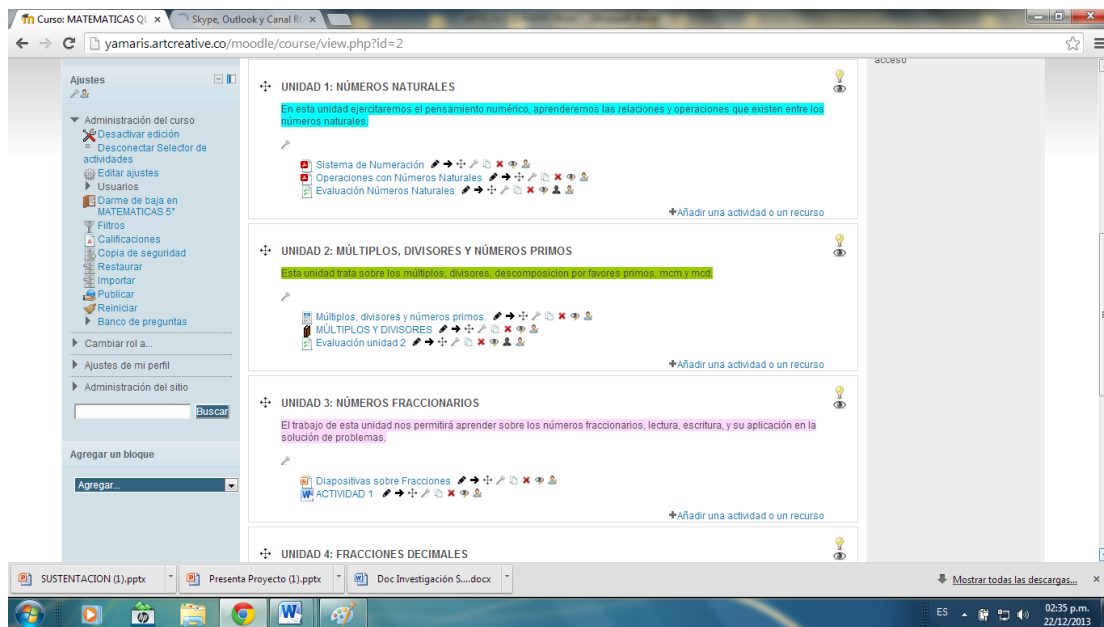 Curso: MATEMATICAS QU
Skype, Outlook y Canal RC
yamaris.artcreative.co/moodle/course/view.php?id=2
acceso
Ajustes
Administración del curso
Desactivar edición
Desconectar Selector de
actividades
Editar ajustes
Usuarios
Darme de baja en
MATEMATICAS 5°
Filtros
Calificaciones
Copia de seguridad
Restaurar
Importar
Publicar
Reiniciar
Banco de preguntas
Cambiar rol a...
Ajustes de mi perfil
Administración del sitio
Buscar
Agregar un bloque
Agregar...
UNIDAD 1: NÚMEROS NATURALES
En esta unidad ejercitaremos el pensamiento numérico, aprenderemos las relaciones y operaciones que existen entre los
números naturales.
Sistema de Numeración
Operaciones con Números Naturales
Evaluación Números Naturales
Añadir una actividad o un recurso
UNIDAD 2: MÚLTIPLOS, DIVISORES Y NÚMEROS PRIMOS
Esta unidad trata sobre los múltiplos, divisores, descomposicion por favores primos, mcm y mcd.
Múltiplos, divisores y números primos.
MÚLTIPLOS Y DIVISORES
Evaluación unidad 2
Añadir una actividad o un recurso
UNIDAD 3: NÚMEROS FRACCIONARIOS
El trabajo de esta unidad nos permitirá aprender sobre los números fraccionarios, lectura, escritura, y su aplicación en la
solución de problemas.
Diapositivas sobre Fracciones
ACTIVIDAD 1
Añadir una actividad o un recurso
UNIDAD 4: FRACCIONES DECIMALES
SUSTENTACION (1).pptx
Presenta Proyecto (1).pptx
Doc Investigación S....docx
Mostrar todas las descargas...
ES
02:35 p.m.
22/12/2013